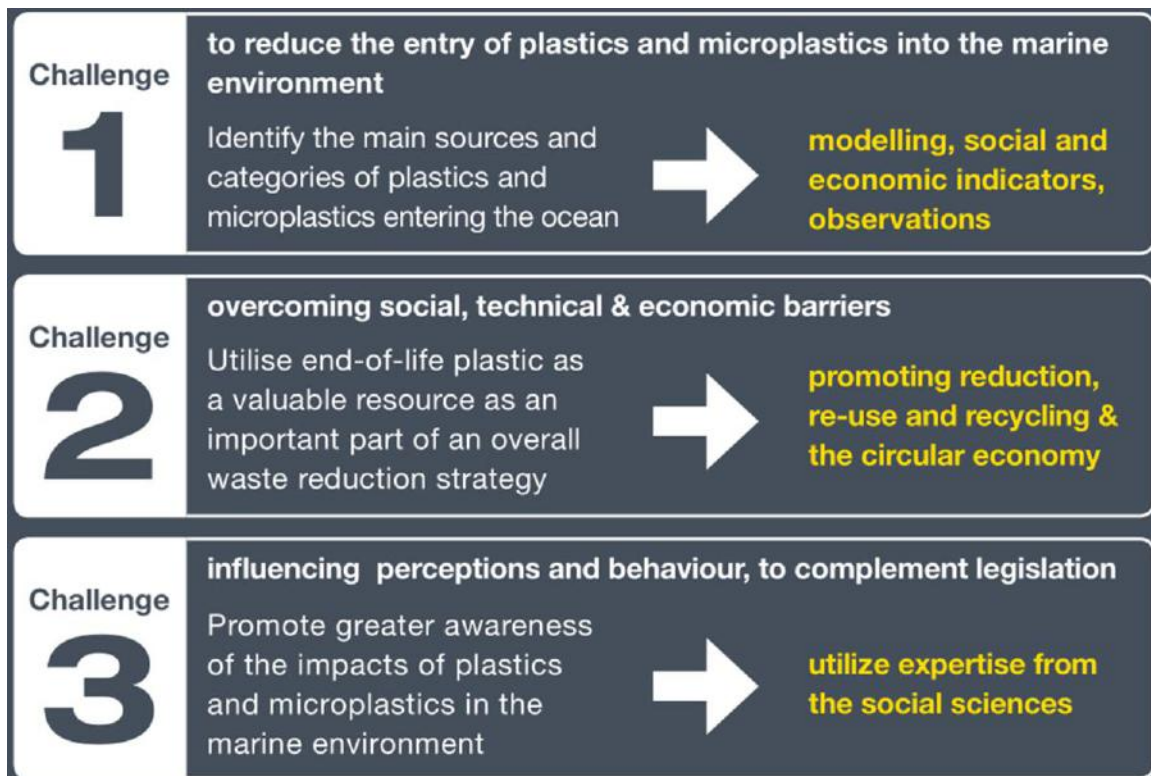 Challenge
1
to reduce the entry of plastics and microplastics into the marine
environment
Identify the main sources and
categories of plastics and
microplastics entering the ocean
modelling, social and
economic indicators,
observations
Challenge
2
overcoming social, technical & economic barriers
Utilise end-of-life plastic as
a valuable resource as an
important part of an overall
waste reduction strategy
promoting reduction,
re-use and recycling &
the circular economy
Challenge
3
influencing perceptions and behaviour, to complement legislation
Promote greater awareness
of the impacts of plastics
and microplastics in the
marine environment
utilize expertise from
the social sciences